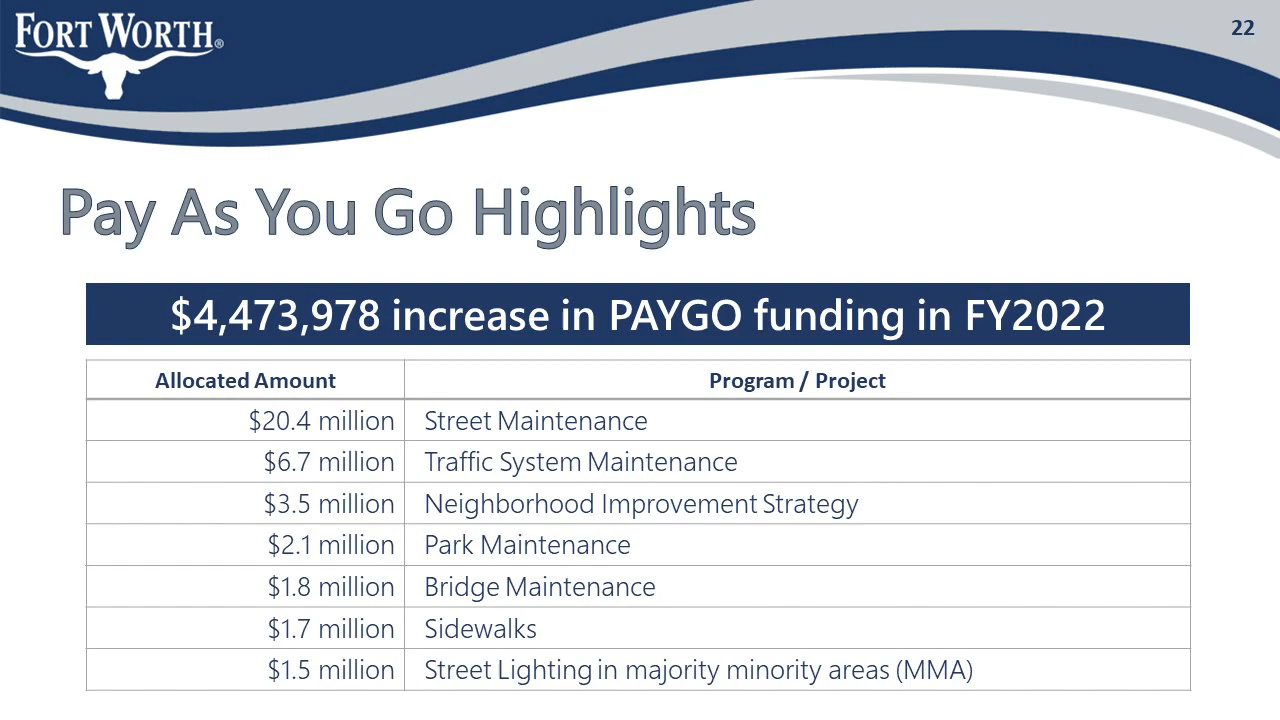 FORT WORTH®
22
Pay As You Go Highlights
$4,473,978 increase in PAYGO funding in FY2022
Allocated Amount Program / Project
$20.4 million Street Maintenance
$6.7 million Traffic System Maintenance
$3.5 million Neighborhood Improvement Strategy
$2.1 million Park Maintenance
$1.8 million Bridge Maintenance
$1.7 million Sidewalks
$1.5 million Street Lighting in majority minority areas (MMA)